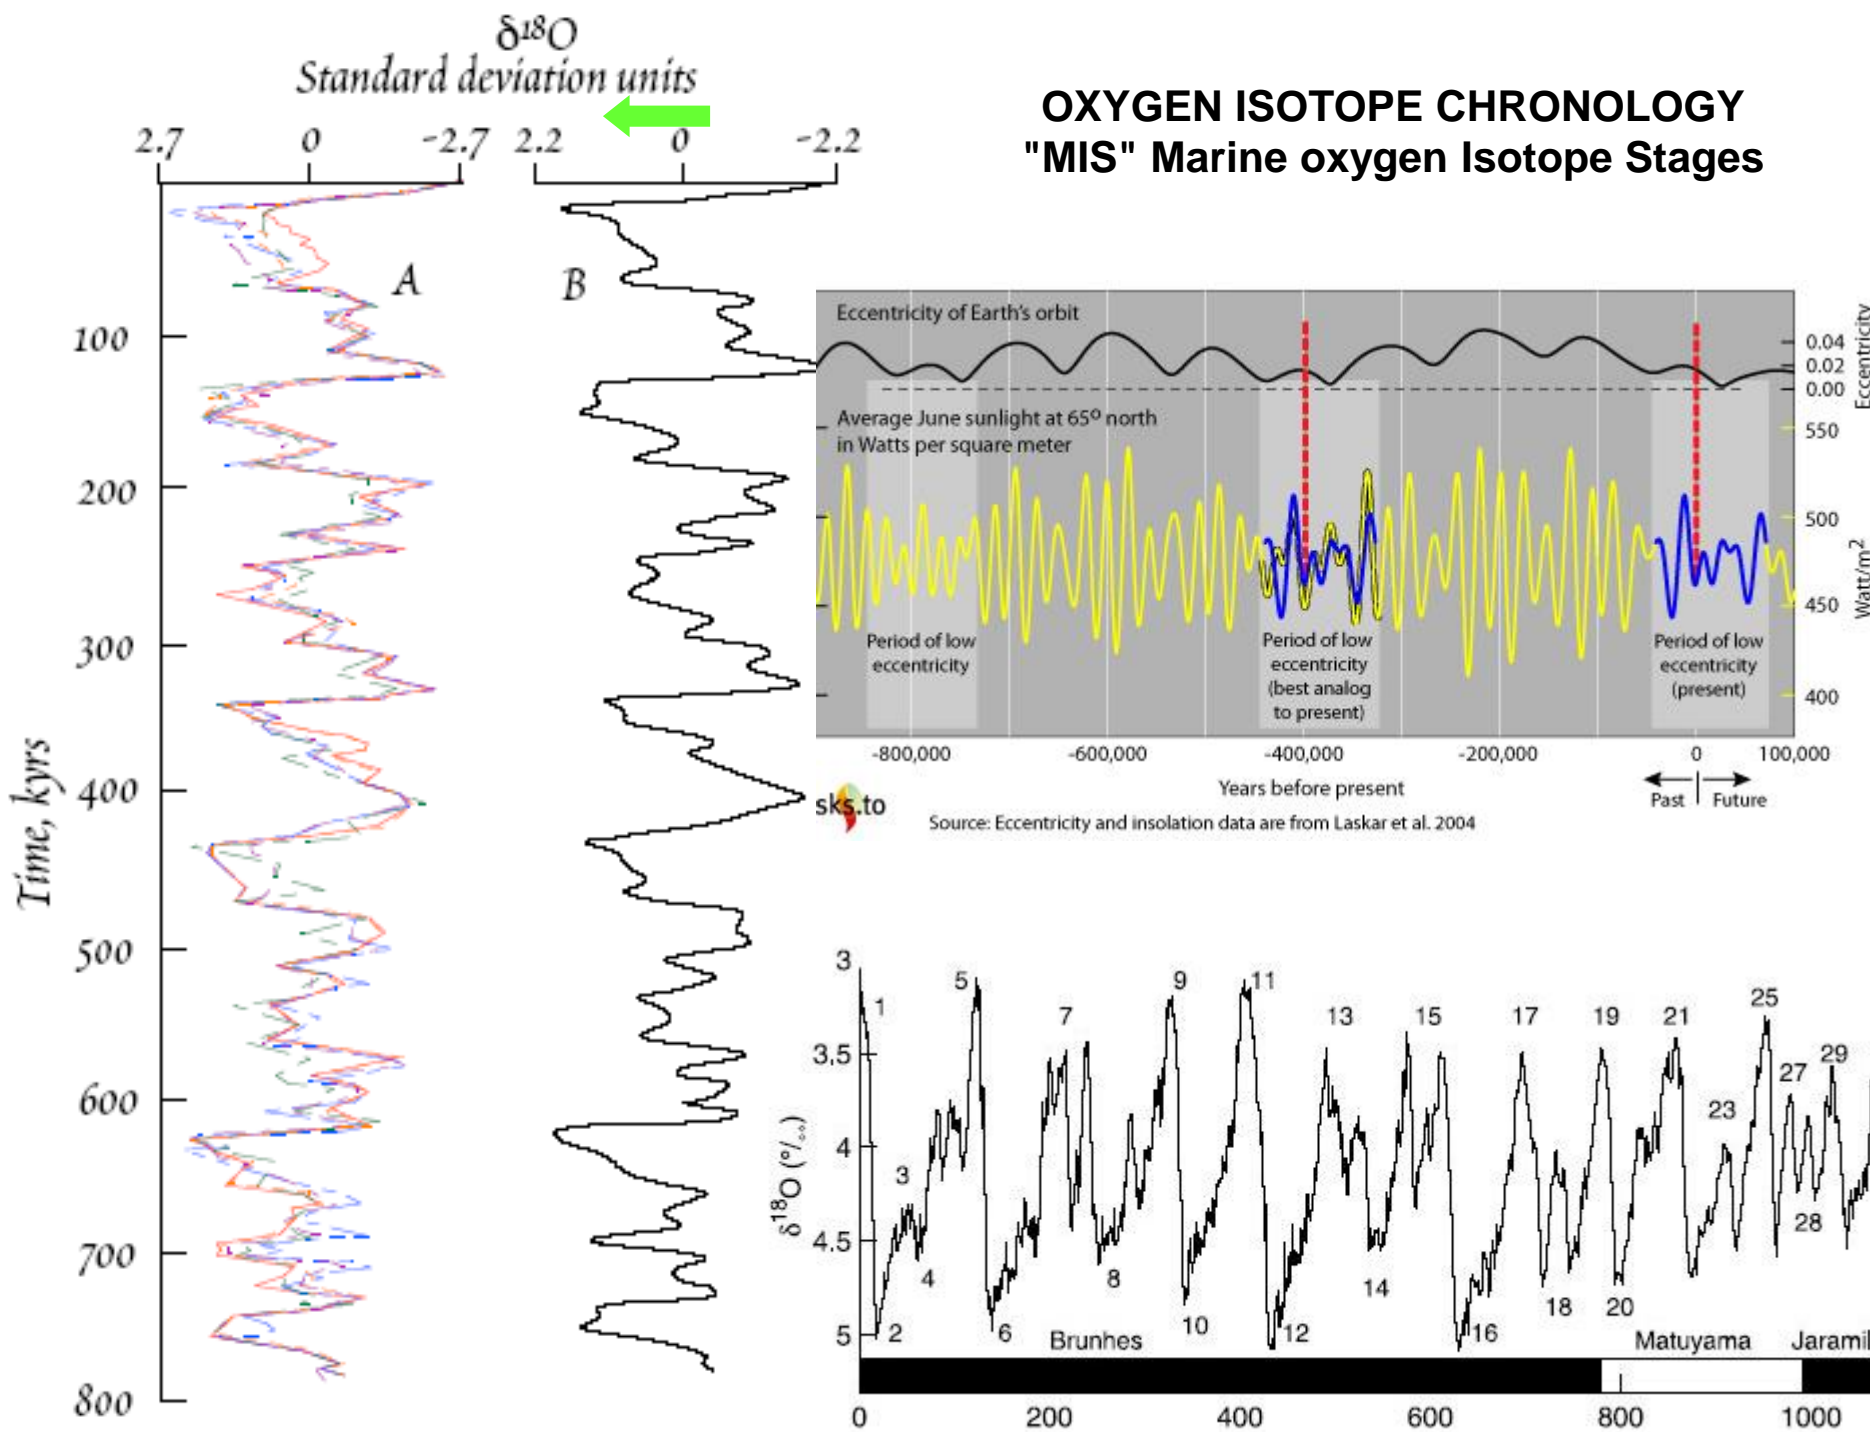 δ18O
Standard deviation units
2.7 0 -2.7 2.2 0 -2.2
A B
100
200
300
400
500
600
700
800
Time, kyrs
OXYGEN ISOTOPE CHRONOLOGY
"MIS" Marine oxygen Isotope Stages
Eccentricity of Earth's orbit
0.04
0.02
0.00
Eccentricity
Average June sunlight at 65º north
in Watts per square meter
550
500
450
400
Watt/m2
Period of low
eccentricity
Period of low
eccentricity
(best analog
to present)
Period of low
eccentricity
(present)
-800,000 -600,000 -400,000 -200,000 0 100,000
Years before present
Past Future
sks.to
Source: Eccentricity and insolation data are from Laskar et al. 2004
3
3.5
4
4.5
5
δ18O (°/∘∘)
1 5 7 9 11 13 15 17 19 21 25
3 23 27 29
4 8 14 28
2 6 10 12 16 18 20
Brunhes Matuyama Jaramil
0 200 400 600 800 1000